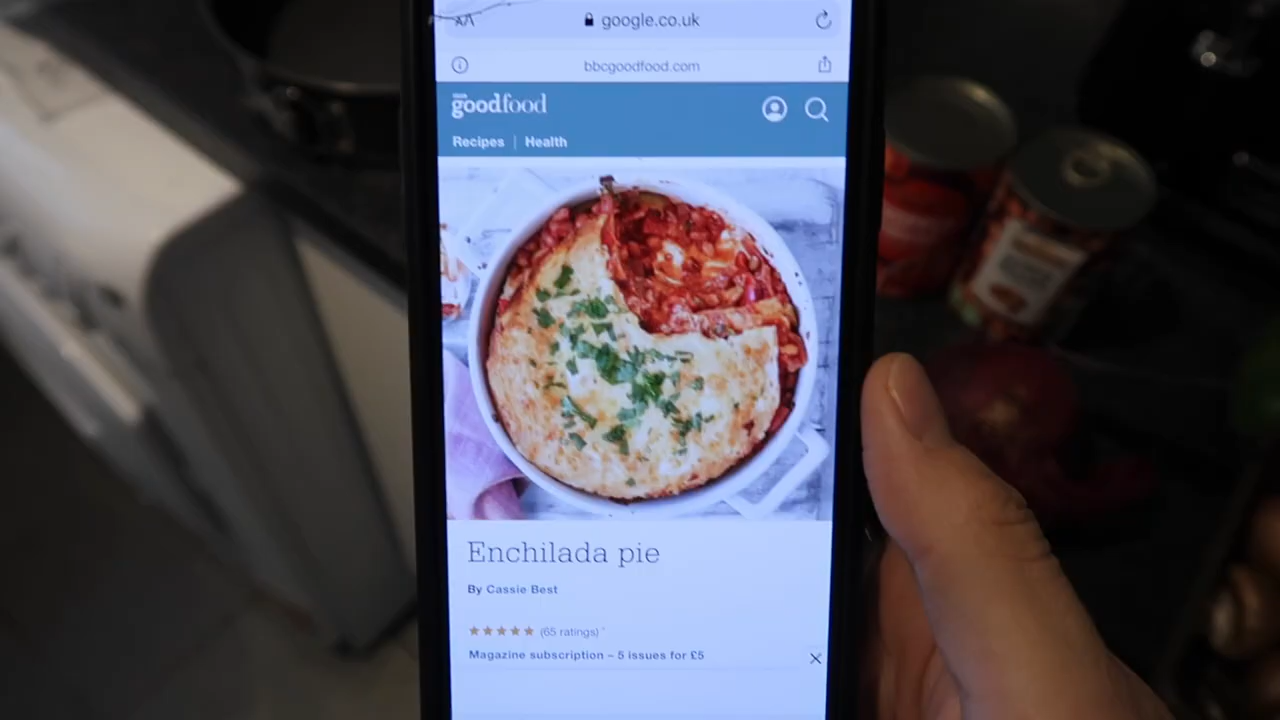 AA google.co.uk
bbcgoodfood.com
goodfood
Recipes | Health
Enchilada pie
By Cassie Best
★★★★★ (65 ratings)
Magazine subscription – 5 issues for £5